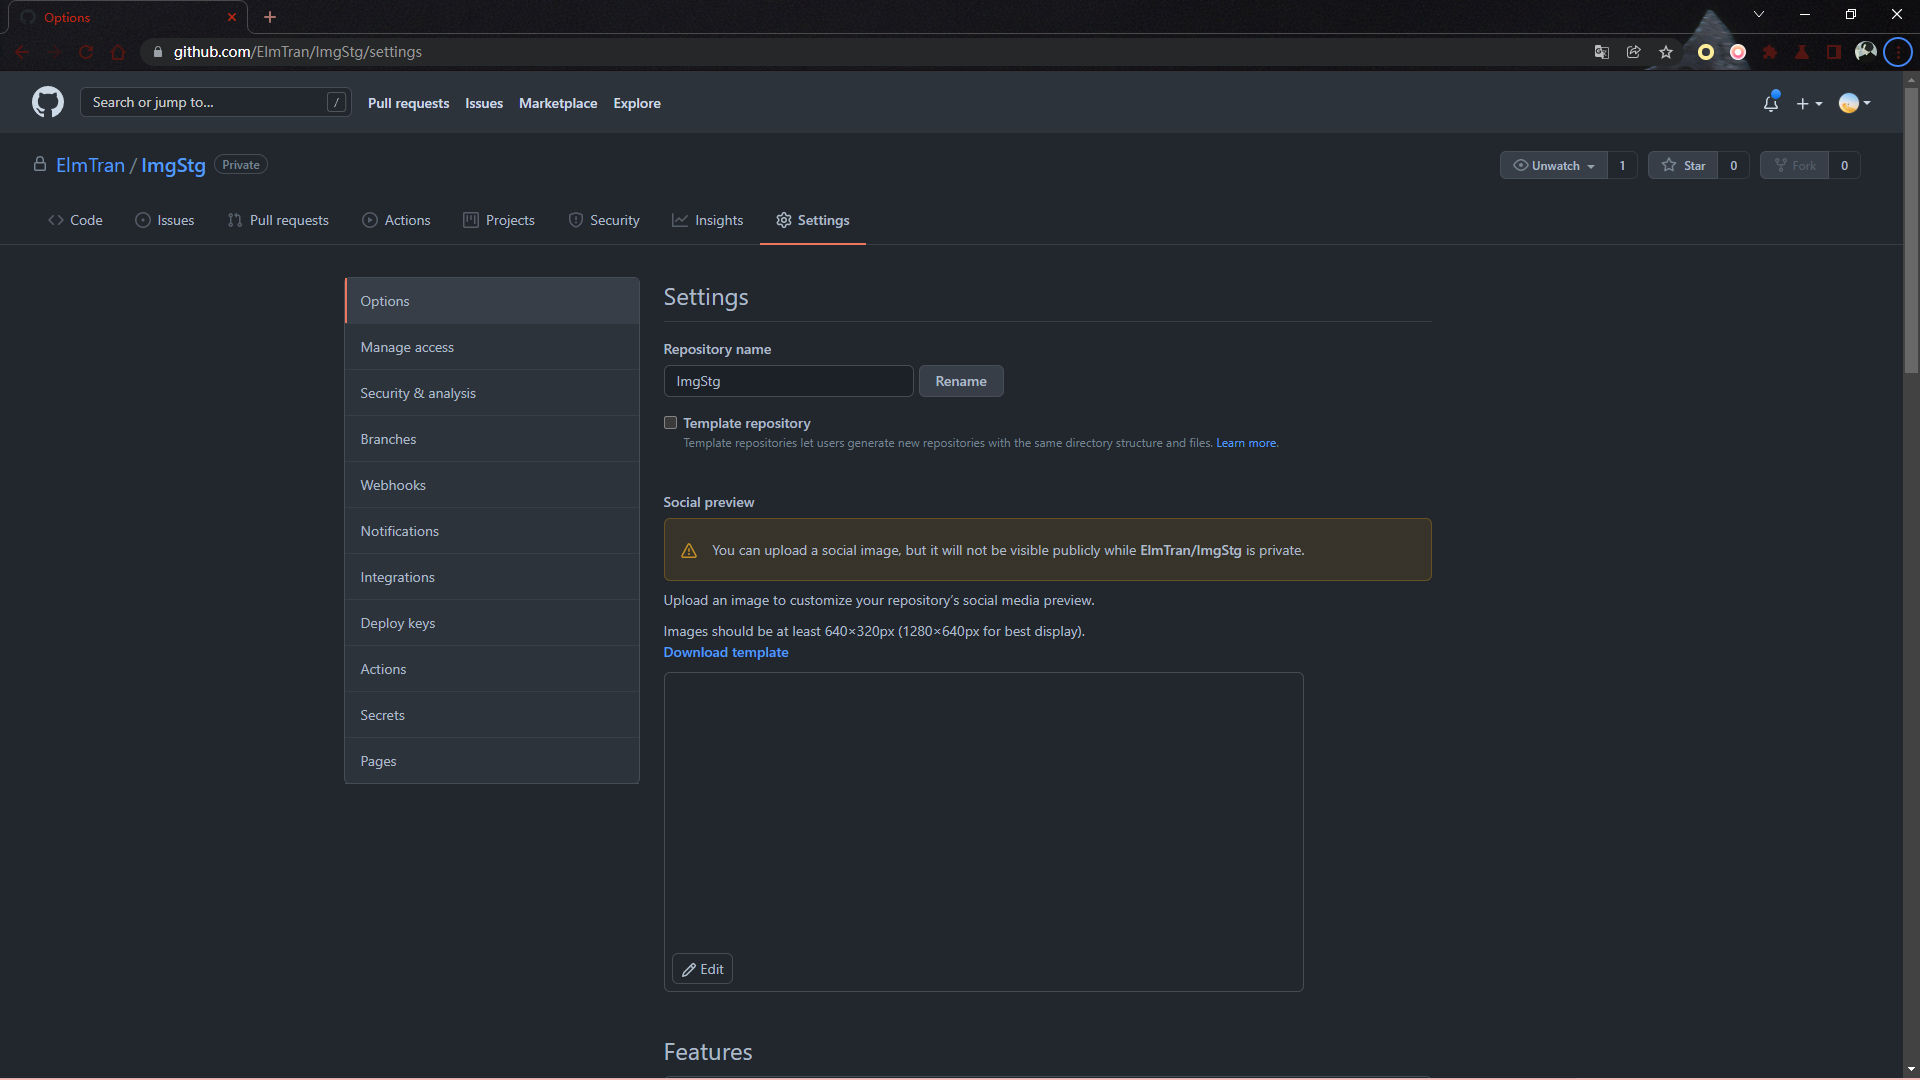 Options
github.com/ElmTran/ImgStg/settings
Search or jump to... /
Pull requests Issues Marketplace Explore
ElmTran / ImgStg Private
Unwatch 1 Star 0 Fork 0
Code Issues Pull requests Actions Projects Security Insights Settings
Options
Manage access
Security & analysis
Branches
Webhooks
Notifications
Integrations
Deploy keys
Actions
Secrets
Pages
Settings
Repository name
ImgStg Rename
Template repository
Template repositories let users generate new repositories with the same directory structure and files. Learn more.
Social preview
You can upload a social image, but it will not be visible publicly while ElmTran/ImgStg is private.
Upload an image to customize your repository’s social media preview.
Images should be at least 640×320px (1280×640px for best display).
Download template
Edit
Features